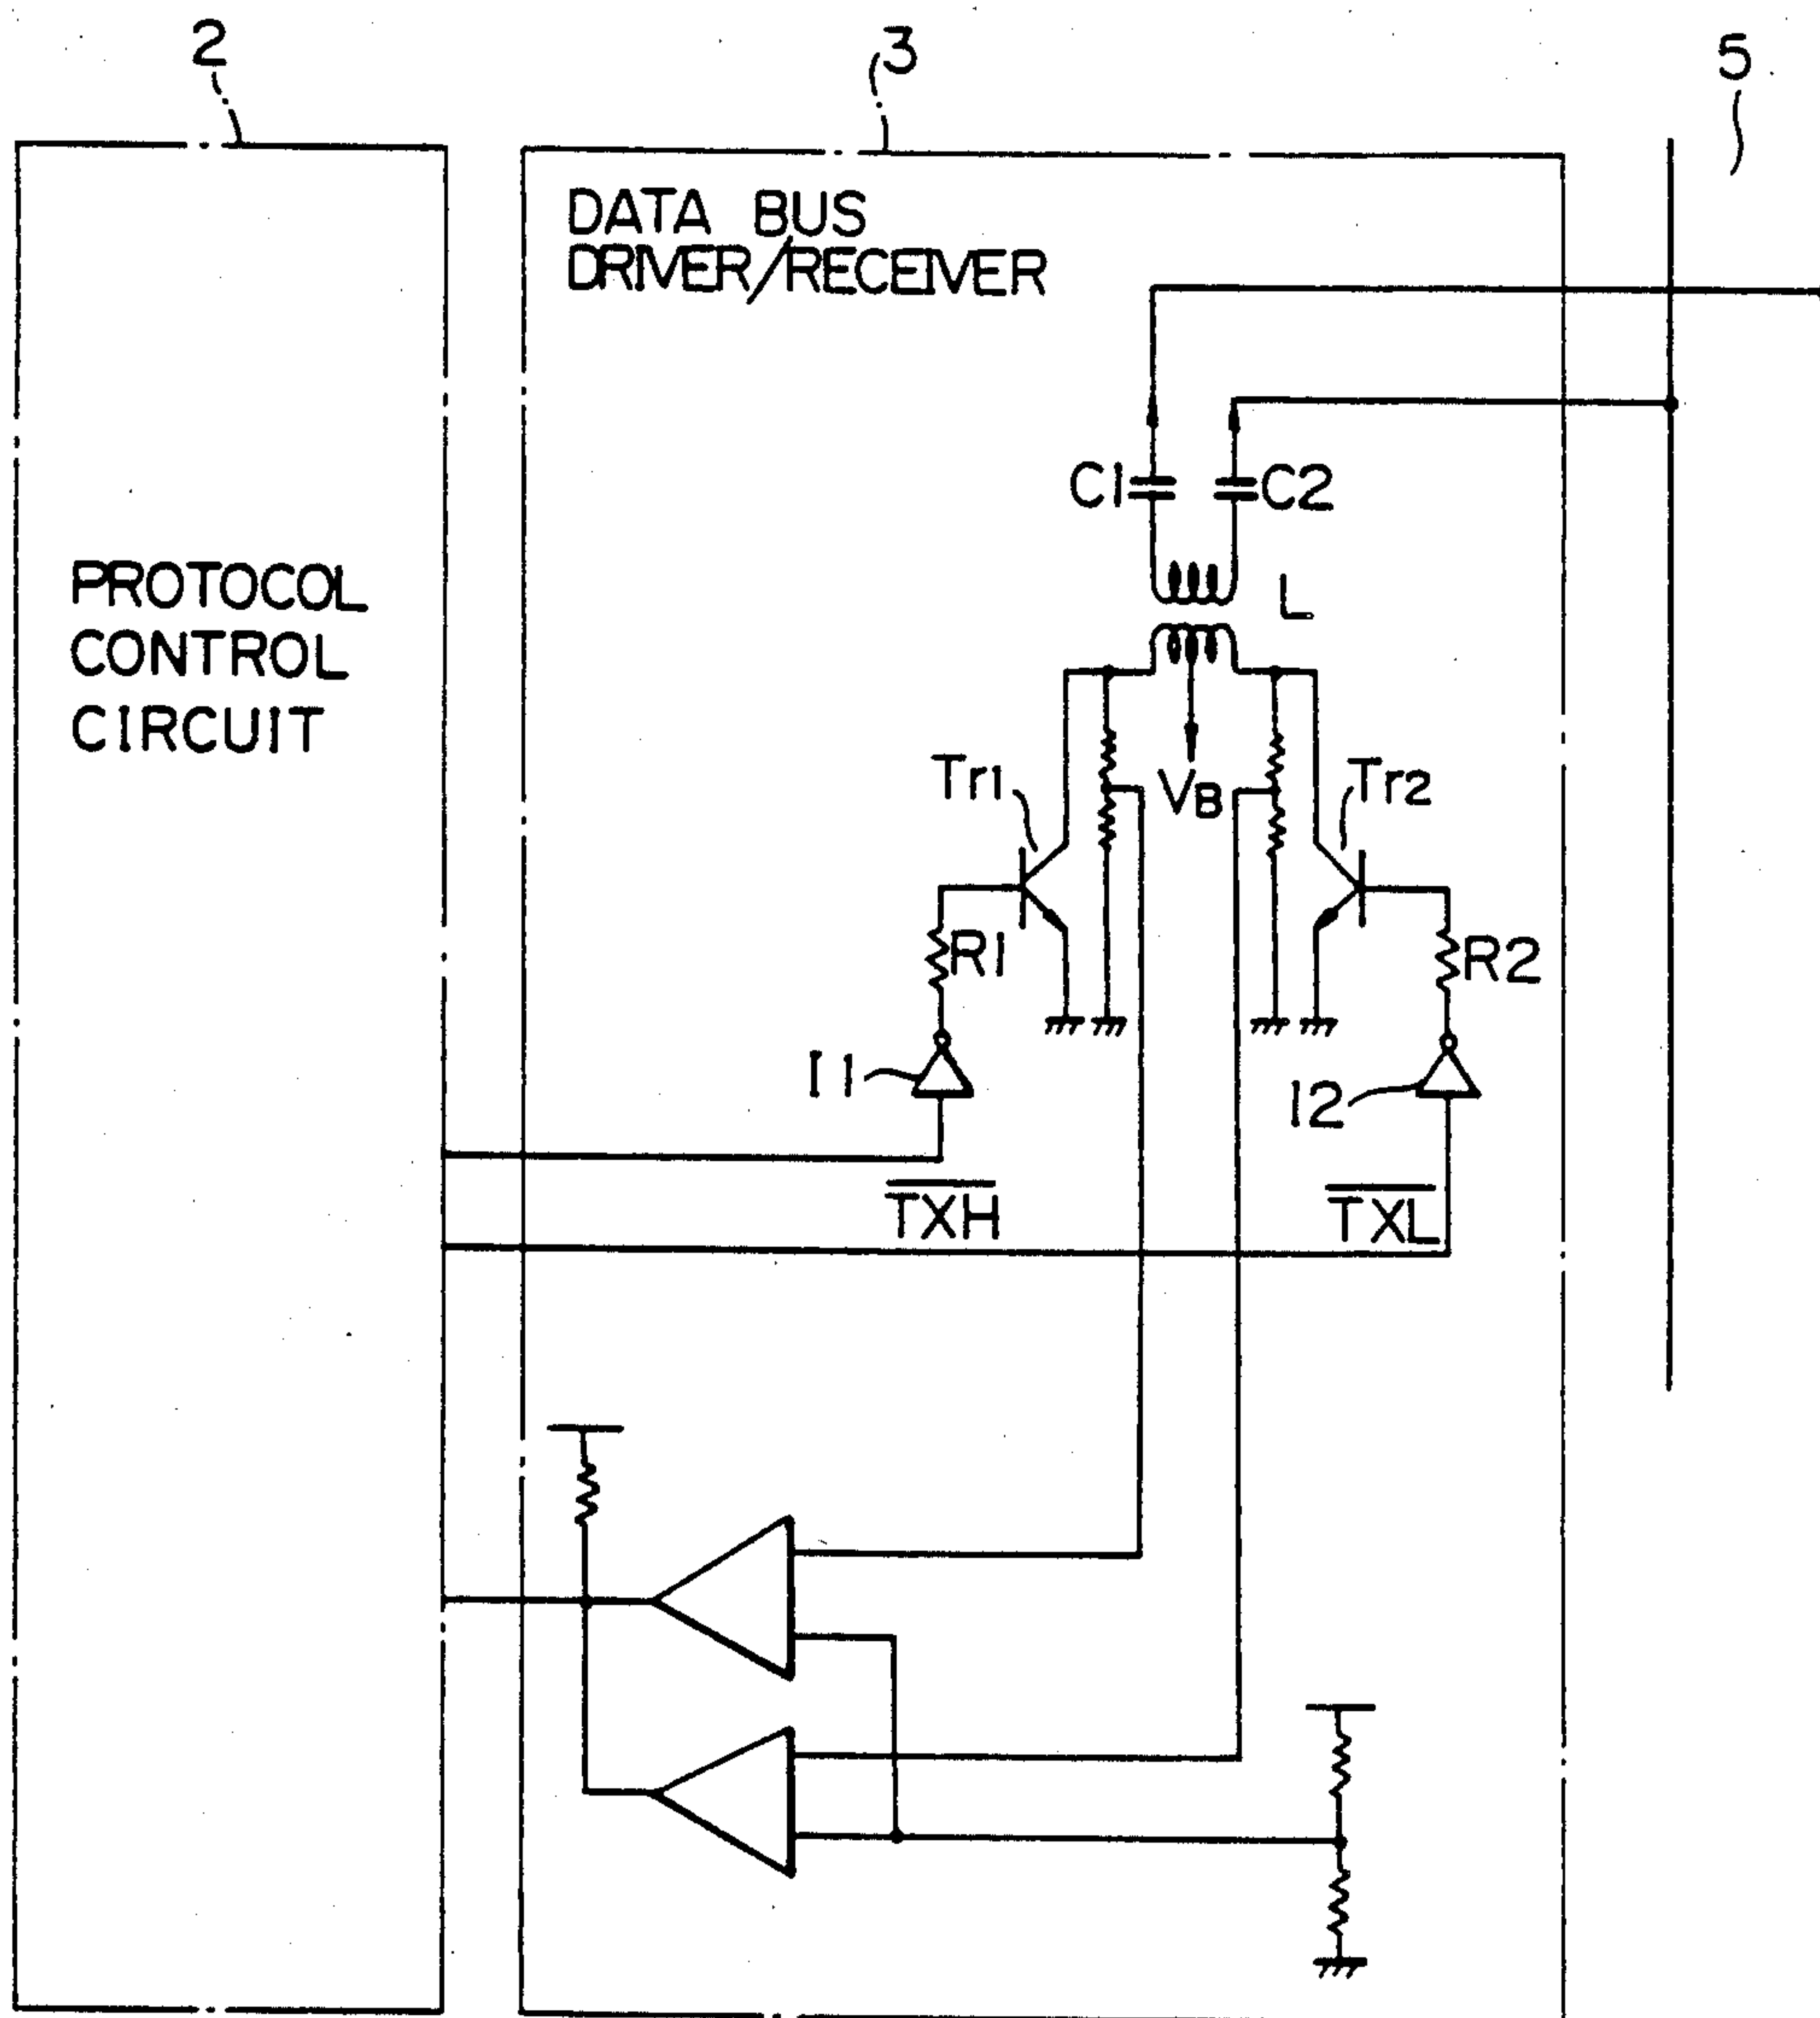 2
3
5
DATA BUS
DRIVER/RECEIVER
C1
C2
L
PROTOCOL
CONTROL
CIRCUIT
Tr1
VB
Tr2
R1
R2
I1
I2
TXH
TXL